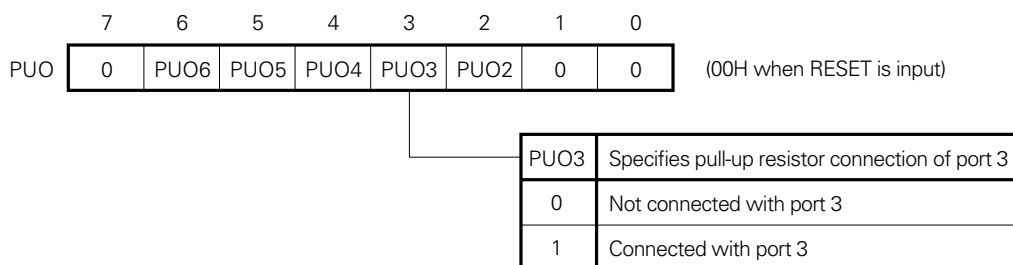 7 6 5 4 3 2 1 0
PUO 0 PUO6 PUO5 PUO4 PUO3 PUO2 0 0 (00H when RESET is input)
PUO3 Specifies pull-up resistor connection of port 3
0 Not connected with port 3
1 Connected with port 3